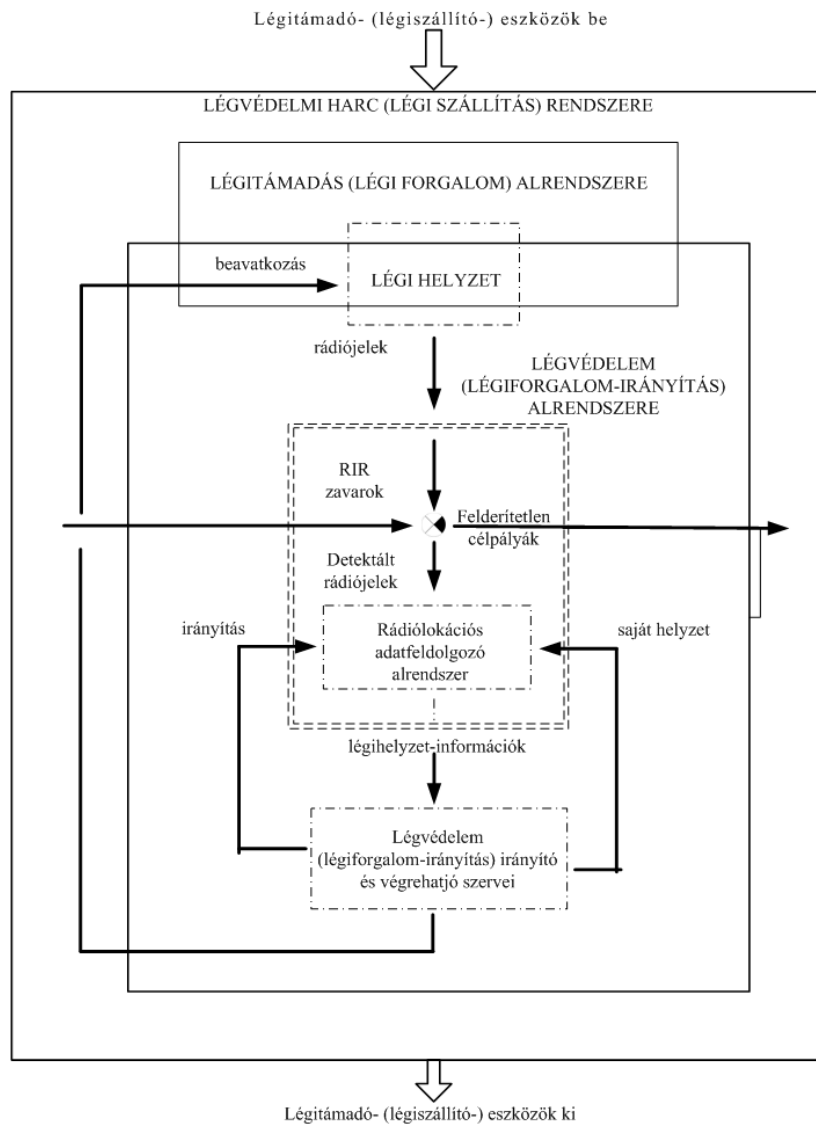 Légitámadó- (légiszállító-) eszközök be
LÉGVÉDELMI HARC (LÉGI SZÁLLÍTÁS) RENDSZERE
LÉGITÁMADÁS (LÉGI FORGALOM) ALRENDSZERE
beavatkozás
LÉGI HELYZET
rádiójelek
LÉGVÉDELEM
(LÉGIFORGALOM-IRÁNYÍTÁS)
ALRENDSZERE
RIR
zavarok
Felderítetlen
célpályák
Detektált
rádiójelek
irányítás
saját helyzet
Rádiólokációs
adatfeldolgozó
alrendszer
légihelyzet-információk
Légvédelem
(légiforgalom-irányítás) irányító
és végrehatjó szervei
Légitámadó- (légiszállító-) eszközök ki